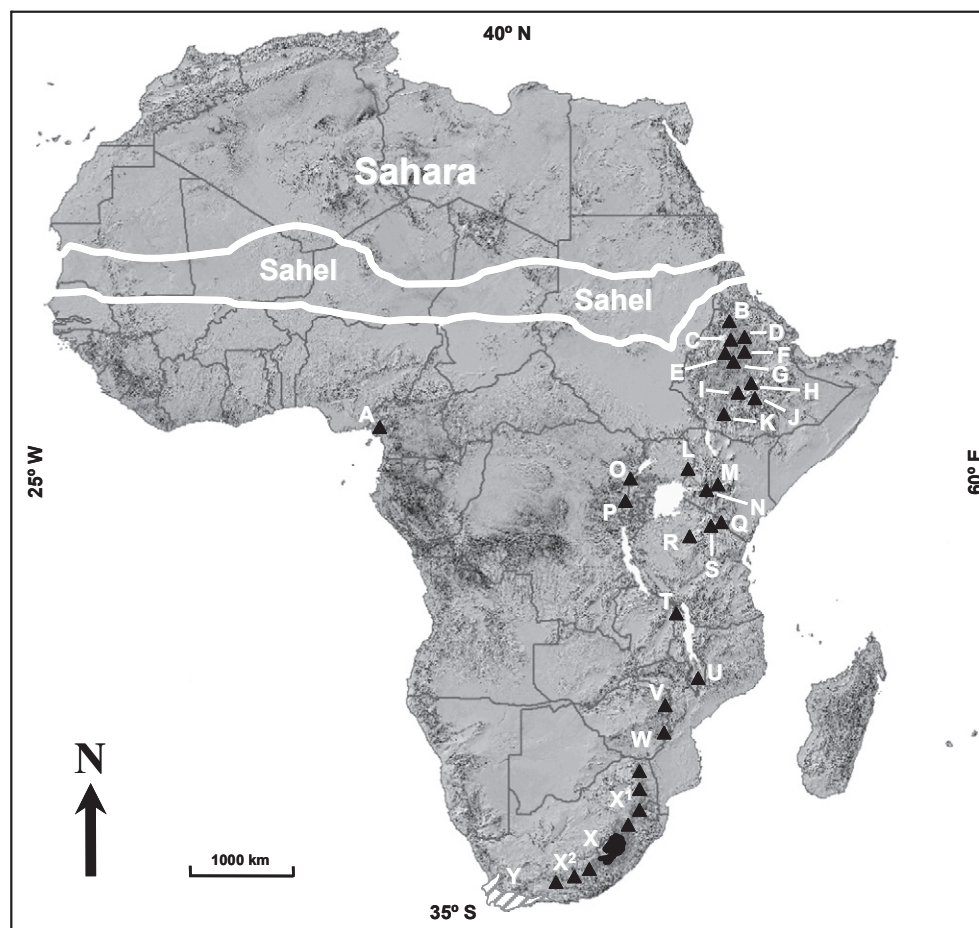 40º N
Sahara
Sahel
Sahel
B
C
D
E
F
G
I
H
J
K
A
L
O
M
P
N
Q
R
S
25º W
60º E
T
U
V
W
N
X¹
X
X²
Y
1000 km
35º S